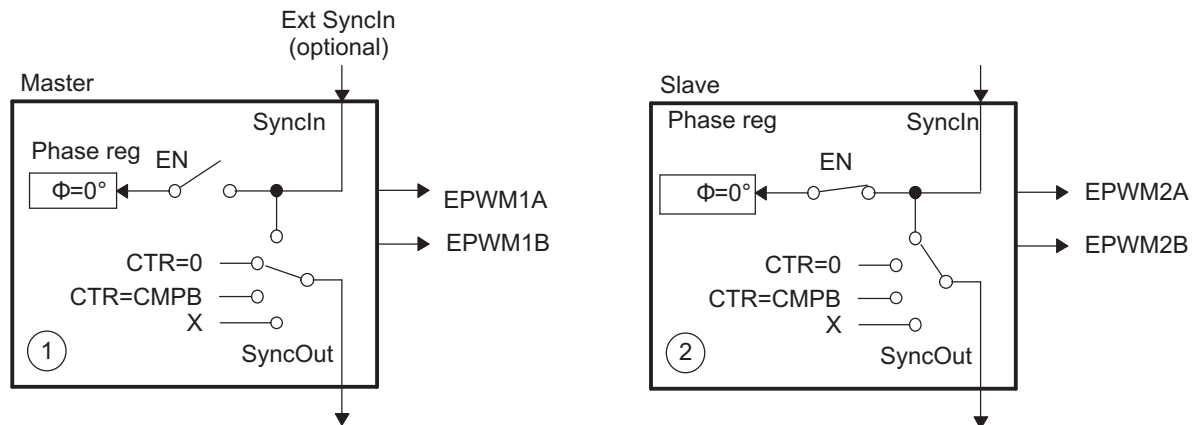 Ext SyncIn
(optional)
Master
SyncIn
Phase reg
EN
Φ=0°
EPWM1A
EPWM1B
CTR=0
CTR=CMPB
X
1
SyncOut
Slave
Phase reg
SyncIn
EN
Φ=0°
EPWM2A
EPWM2B
CTR=0
CTR=CMPB
X
2
SyncOut